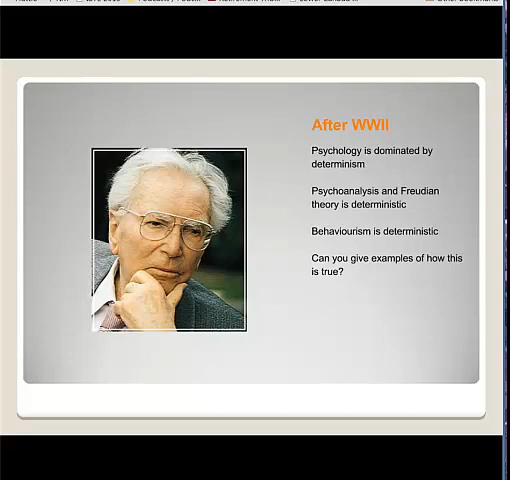 After WWII
Psychology is dominated by
determinism
Psychoanalysis and Freudian
theory is deterministic
Behaviourism is deterministic
Can you give examples of how this
is true?